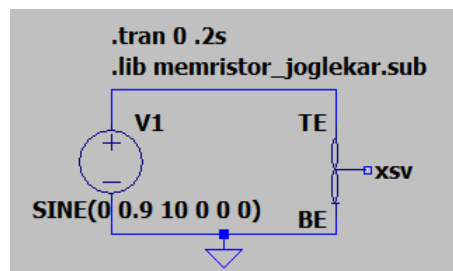 .tran 0 .2s
.lib memristor_joglekar.sub
V1
TE
xsv
SINE(0 0.9 10 0 0 0)
BE